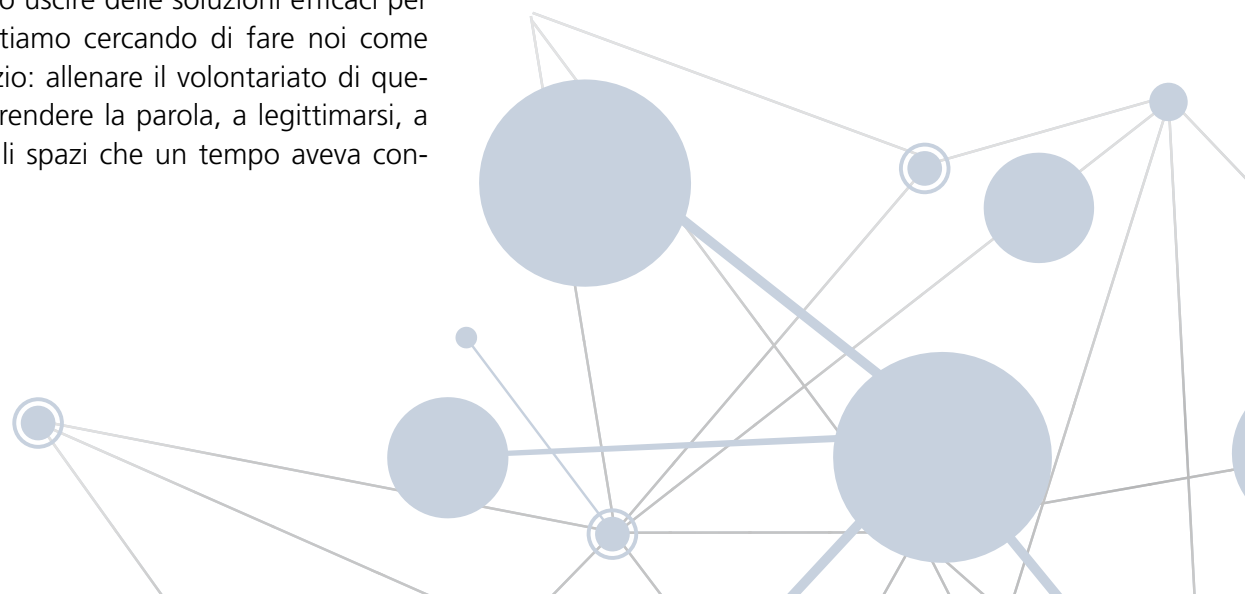 uscire delle soluzioni efficaci per
tiamo cercando di fare noi come
zio: allenare il volontariato di que-
rendere la parola, a legittimarsi, a
li spazi che un tempo aveva con-